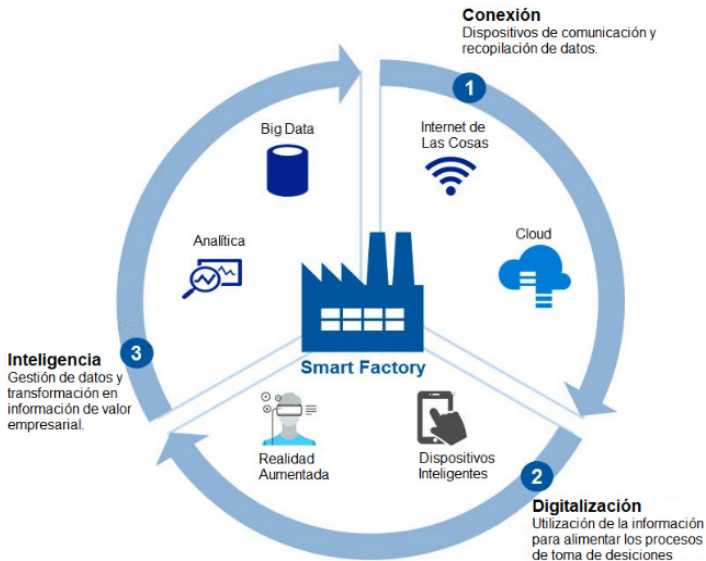 Conexión
Dispositivos de comunicación y
recopilación de datos.
1
Big Data
Internet de
Las Cosas
Analítica
Cloud
Inteligencia
3
Gestión de datos y
transformación en
información de valor
empresarial.
Smart Factory
Realidad
Aumentada
Dispositivos
Inteligentes
2
Digitalización
Utilización de la información
para alimentar los procesos
de toma de desiciones